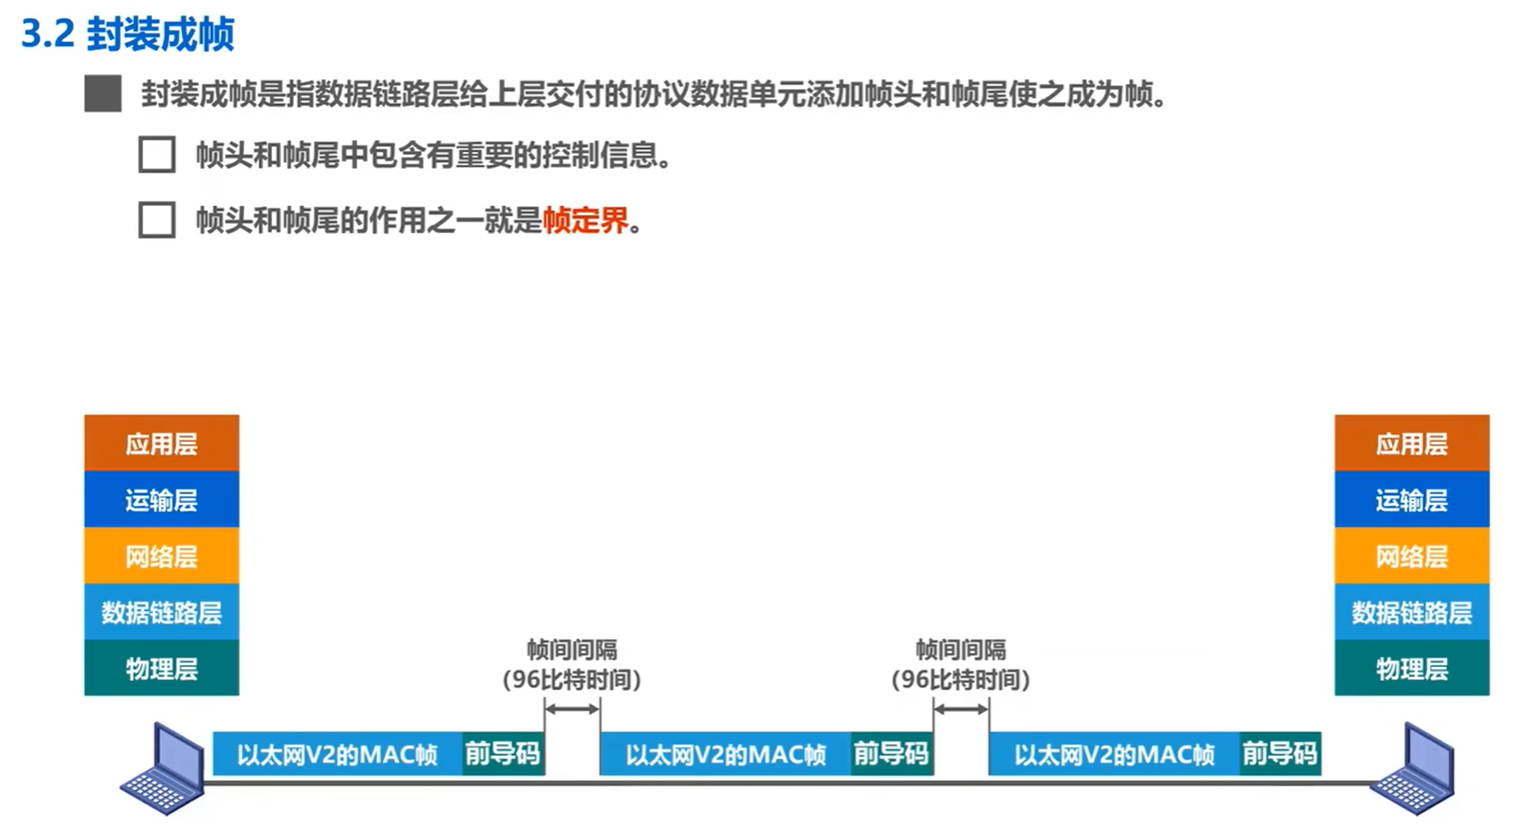 3.2 封装成帧
封装成帧是指数据链路层给上层交付的协议数据单元添加帧头和帧尾使之成为帧。
帧头和帧尾中包含有重要的控制信息。
帧头和帧尾的作用之一就是帧定界。
应用层
运输层
网络层
数据链路层
物理层
应用层
运输层
网络层
数据链路层
物理层
帧间间隔
(96比特时间)
帧间间隔
(96比特时间)
以太网V2的MAC帧 前导码
以太网V2的MAC帧 前导码
以太网V2的MAC帧 前导码